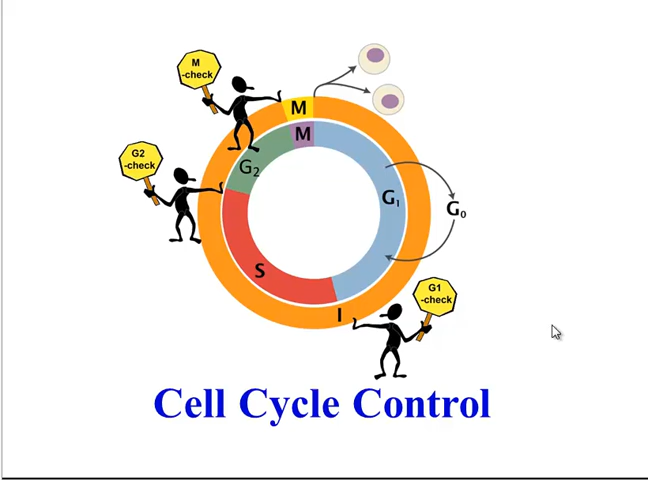 M
-check
M
M
G2
-check
G₂
G₁
G₀
S
G1
-check
I
Cell Cycle Control